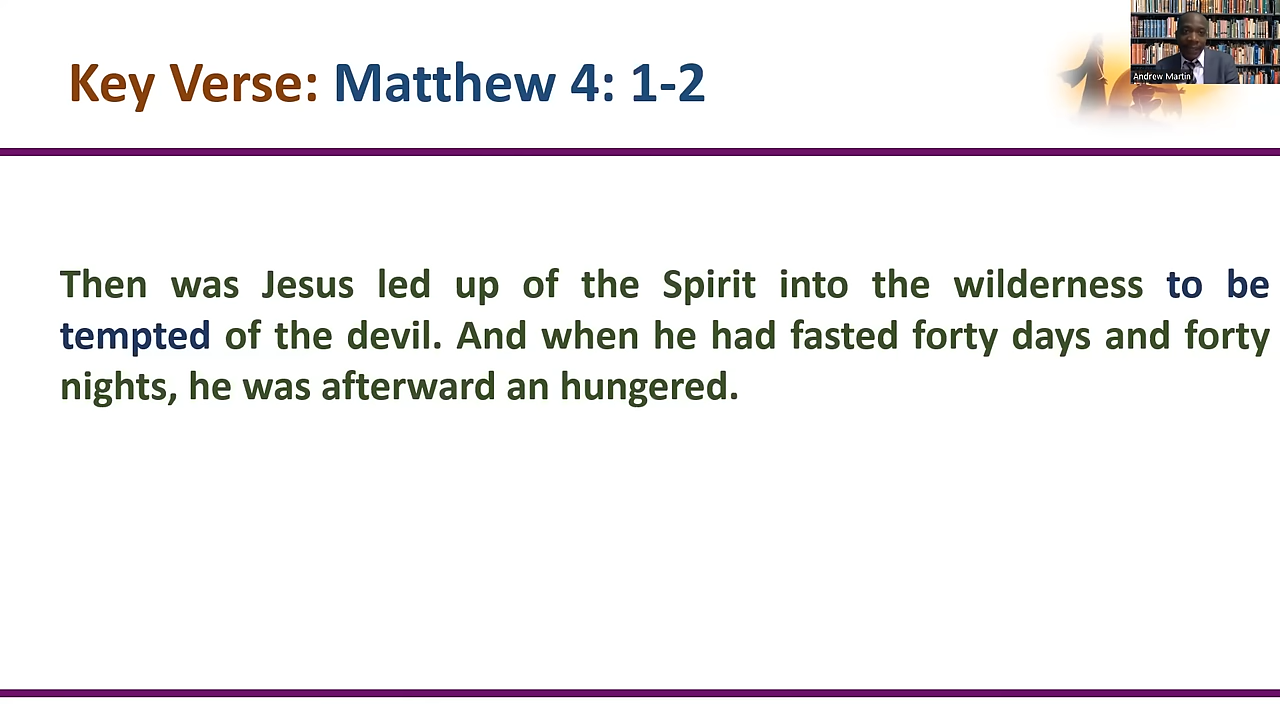 Key Verse: Matthew 4: 1-2
Andrew Martin
Then was Jesus led up of the Spirit into the wilderness to be
tempted of the devil. And when he had fasted forty days and forty
nights, he was afterward an hungered.